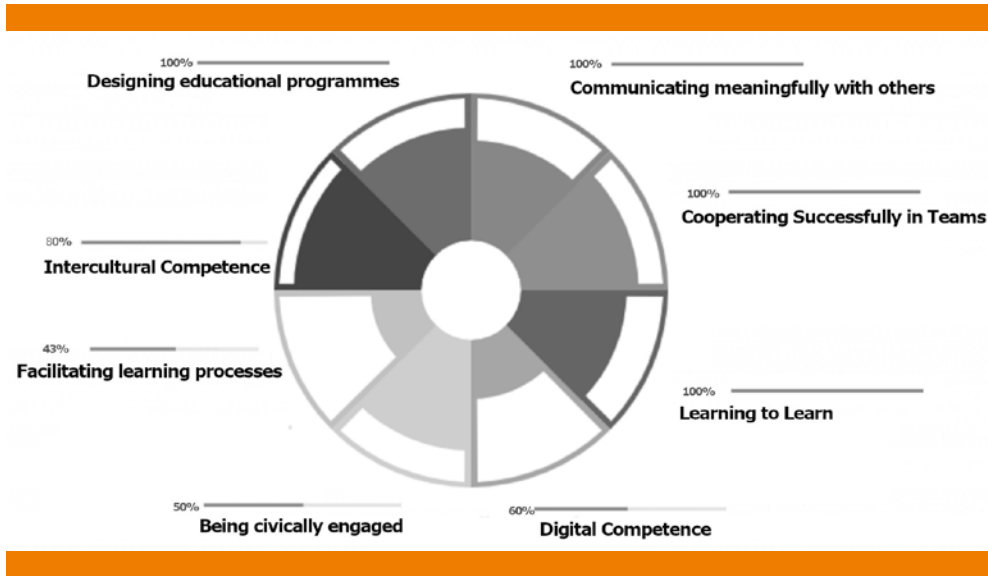 100%
Designing educational programmes
100%
Communicating meaningfully with others
100%
Cooperating Successfully in Teams
80%
Intercultural Competence
43%
Facilitating learning processes
100%
Learning to Learn
50%
Being civically engaged
60%
Digital Competence